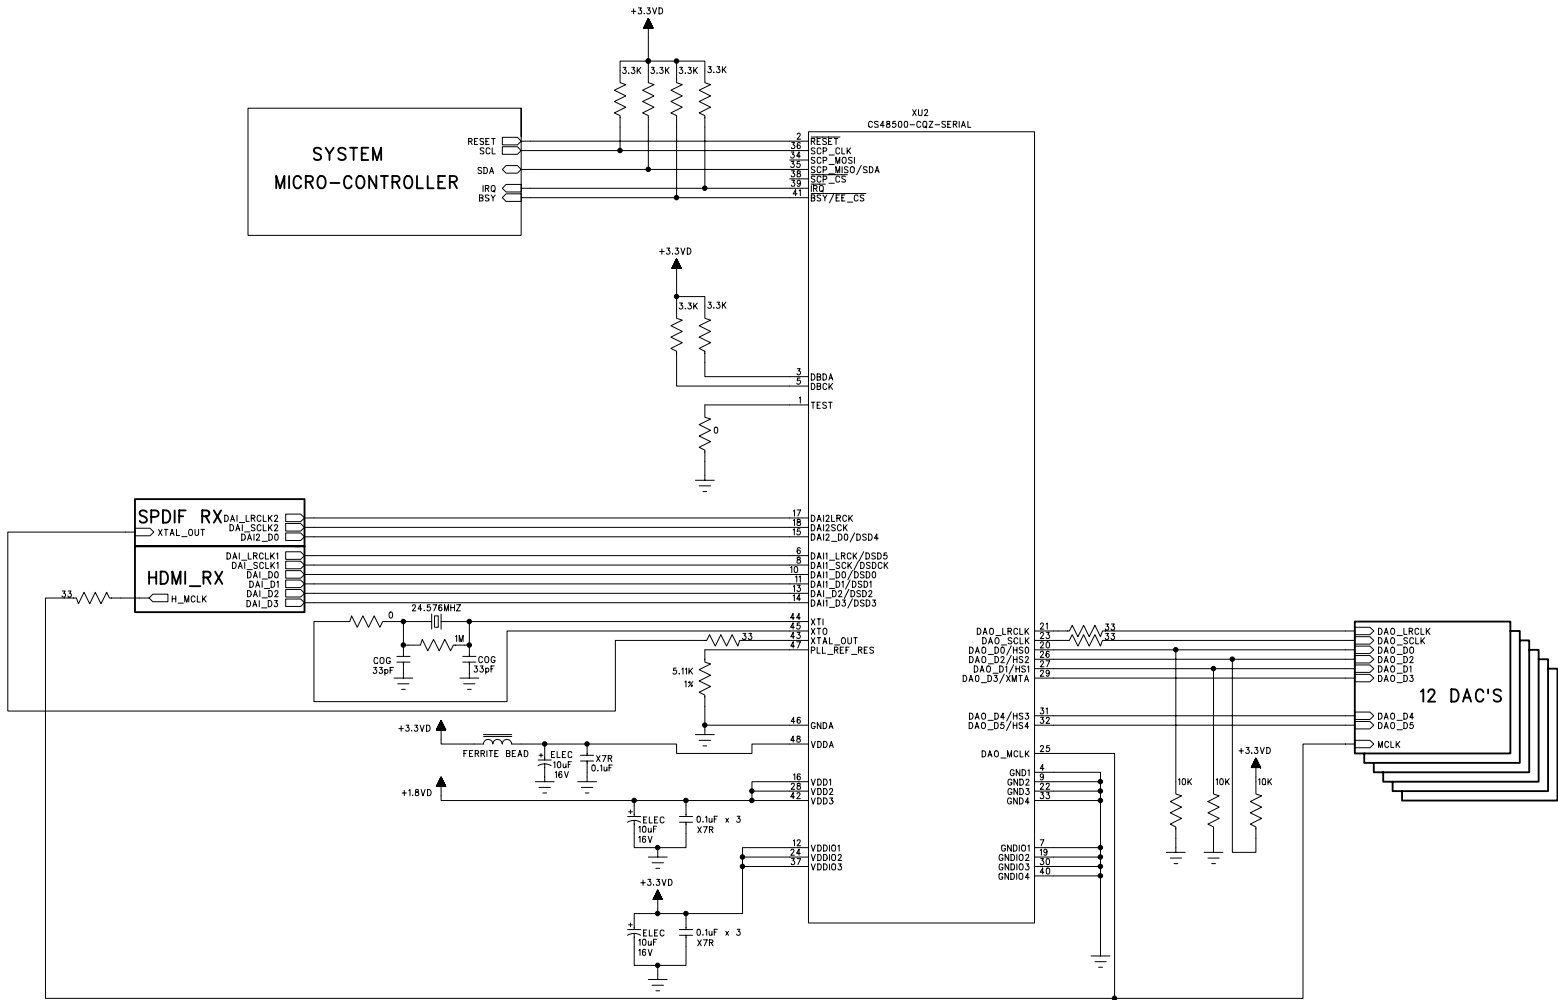 +3.3VD
3.3K 3.3K 3.3K 3.3K
XU2
CS48500-CQZ-SERIAL
SYSTEM
MICRO-CONTROLLER
RESET
SCL
SDA
IRQ
BSY
2 RESET
36 SCP_CLK
34 SCP_MOSI
35 SCP_MISO/SDA
38 SCP_CS
39 IRQ
41 BSY/EE_CS
+3.3VD
3.3K 3.3K
3 DBDA
5 DBCK
1 TEST
0
SPDIF RX
DAI_LRCLK2
DAI_SCLK2
DAI2_D0
XTAL_OUT
17 DAI2LRCK
18 DAI2SCK
15 DAI2_D0/DSD4
HDMI_RX
DAI_LRCLK1
DAI_SCLK1
DAI_D0
DAI_D1
DAI_D2
DAI_D3
H_MCLK
33
6 DAI1_LRCK/DSD5
8 DAI1_SCK/DSDCK
10 DAI1_D0/DSD0
11 DAI1_D1/DSD1
13 DAI_D2/DSD2
14 DAI1_D3/DSD3
24.576MHZ
0
1M
COG
33pF
COG
33pF
44 XTI
45 XTO
43 XTAL_OUT
47 PLL_REF_RES
33
5.11K
1%
46 GNDA
48 VDDA
+3.3VD
FERRITE BEAD
+ ELEC
10uF
16V
X7R
0.1uF
+1.8VD
16 VDD1
28 VDD2
42 VDD3
+ ELEC
10uF
16V
0.1uF x 3
X7R
12 VDDIO1
24 VDDIO2
37 VDDIO3
+3.3VD
+ ELEC
10uF
16V
0.1uF x 3
X7R
DAO_LRCLK 21
DAO_SCLK 23
DAO_D0/HS0 20
DAO_D2/HS2 26
DAO_D1/HS1 27
DAO_D3/XMTA 29
33
33
DAO_D4/HS3 31
DAO_D5/HS4 32
DAO_MCLK 25
GND1 4
GND2 9
GND3 22
GND4 33
GNDIO1 7
GNDIO2 19
GNDIO3 30
GNDIO4 40
+3.3VD
10K 10K 10K
DAO_LRCLK
DAO_SCLK
DAO_D0
DAO_D2
DAO_D1
DAO_D3
12 DAC'S
DAO_D4
DAO_D5
MCLK